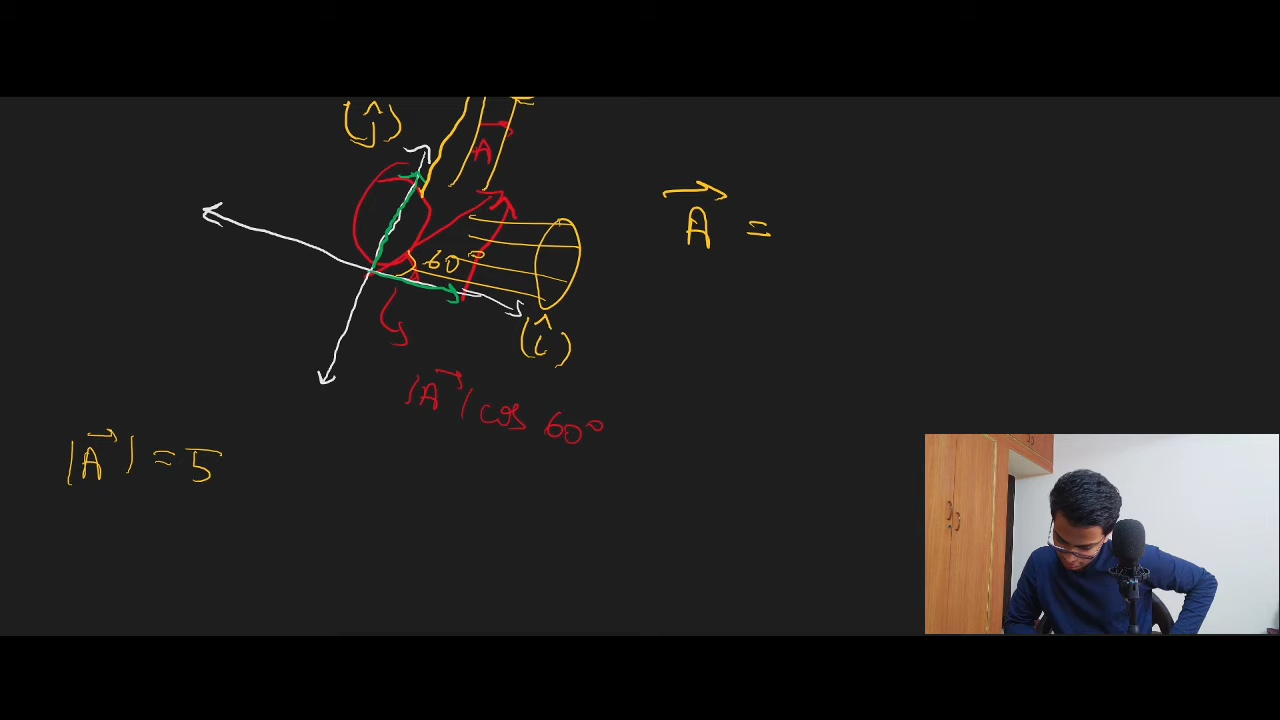 (ĵ)
A⃗
A⃗ =
60°
(î)
|A⃗| cos 60°
|A⃗| = 5